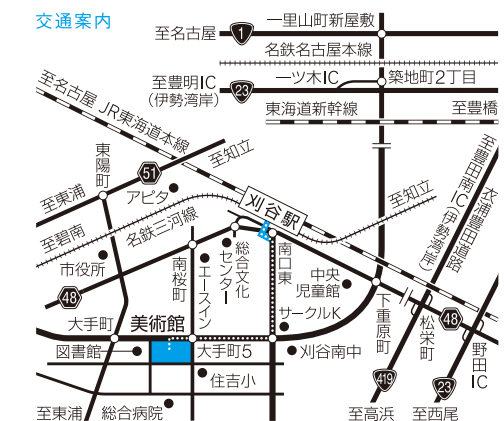 交通案内
至名古屋
1
一里山町新屋敷
名鉄名古屋本線
至豊明IC
(伊勢湾岸)
23
一ツ木IC
築地町2丁目
東海道新幹線
至豊橋
至名古屋 JR東海道本線
至豊田南IC(伊勢湾岸)
衣浦豊田道路
東陽町
51
至知立
至東浦
アピタ
刈谷駅
至知立
至碧南
名鉄三河線
市役所
48
南桜町
エースイン
総合文化
センター
南口東
中央
児童館
サークルK
下重原町
松栄町
48
野田IC
大手町
美術館
図書館
大手町5
刈谷南中
住吉小
419
23
至東浦
総合病院
至高浜
至西尾